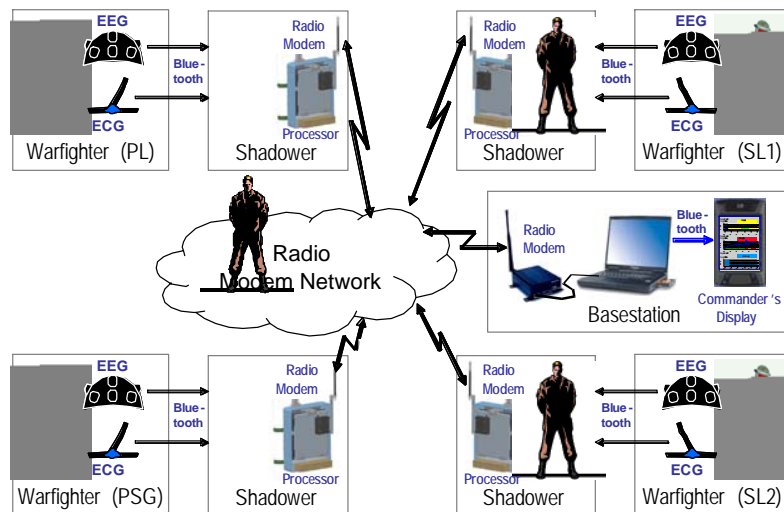 EEG
Blue-
tooth
ECG
Warfighter (PL)
Radio
Modem
Processor
Shadower
Radio
Modem
Processor
Shadower
EEG
Blue-
tooth
ECG
Warfighter (SL1)
Radio
Modem Network
Radio
Modem
Blue-
tooth
Basestation
Commander's
Display
EEG
Blue-
tooth
ECG
Warfighter (PSG)
Radio
Modem
Processor
Shadower
Radio
Modem
Processor
Shadower
EEG
Blue-
tooth
ECG
Warfighter (SL2)